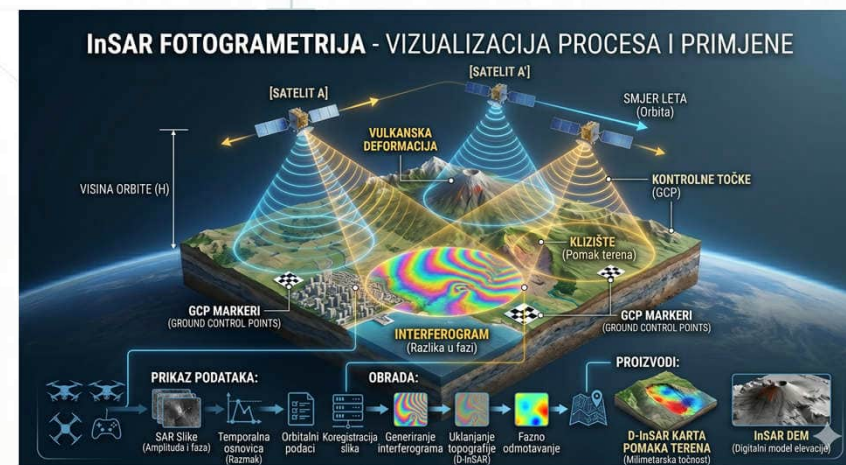 InSAR FOTOGRAMETRIJA - VIZUALIZACIJA PROCESA I PRIMJENE
[SATELIT A]
[SATELIT A']
SMJER LETA
(Orbita)
VULKANSKA
DEFORMACIJA
VISINA ORBITE (H)
KONTROLNE TOČKE
(GCP)
KLIZIŠTE
(Pomak terena)
GCP MARKERI
(GROUND CONTROL POINTS)
INTERFEROGRAM
(Razlika u fazi)
GCP MARKERI
(GROUND CONTROL POINTS)
PRIKAZ PODATAKA:
OBRADA:
PROIZVODI:
SAR Slike
(Amplituda i faza)
Temporalna
osnovica
(Razmak)
Orbitalni
podaci
Koregistracija
slika
Generiranje
interferograma
Uklanjanje
topografije
(D-InSAR)
Fazno
odmotavanje
D-InSAR KARTA
POMAKA TERENA
(Milimetarska točnost)
InSAR DEM
(Digitalni model elevacije)